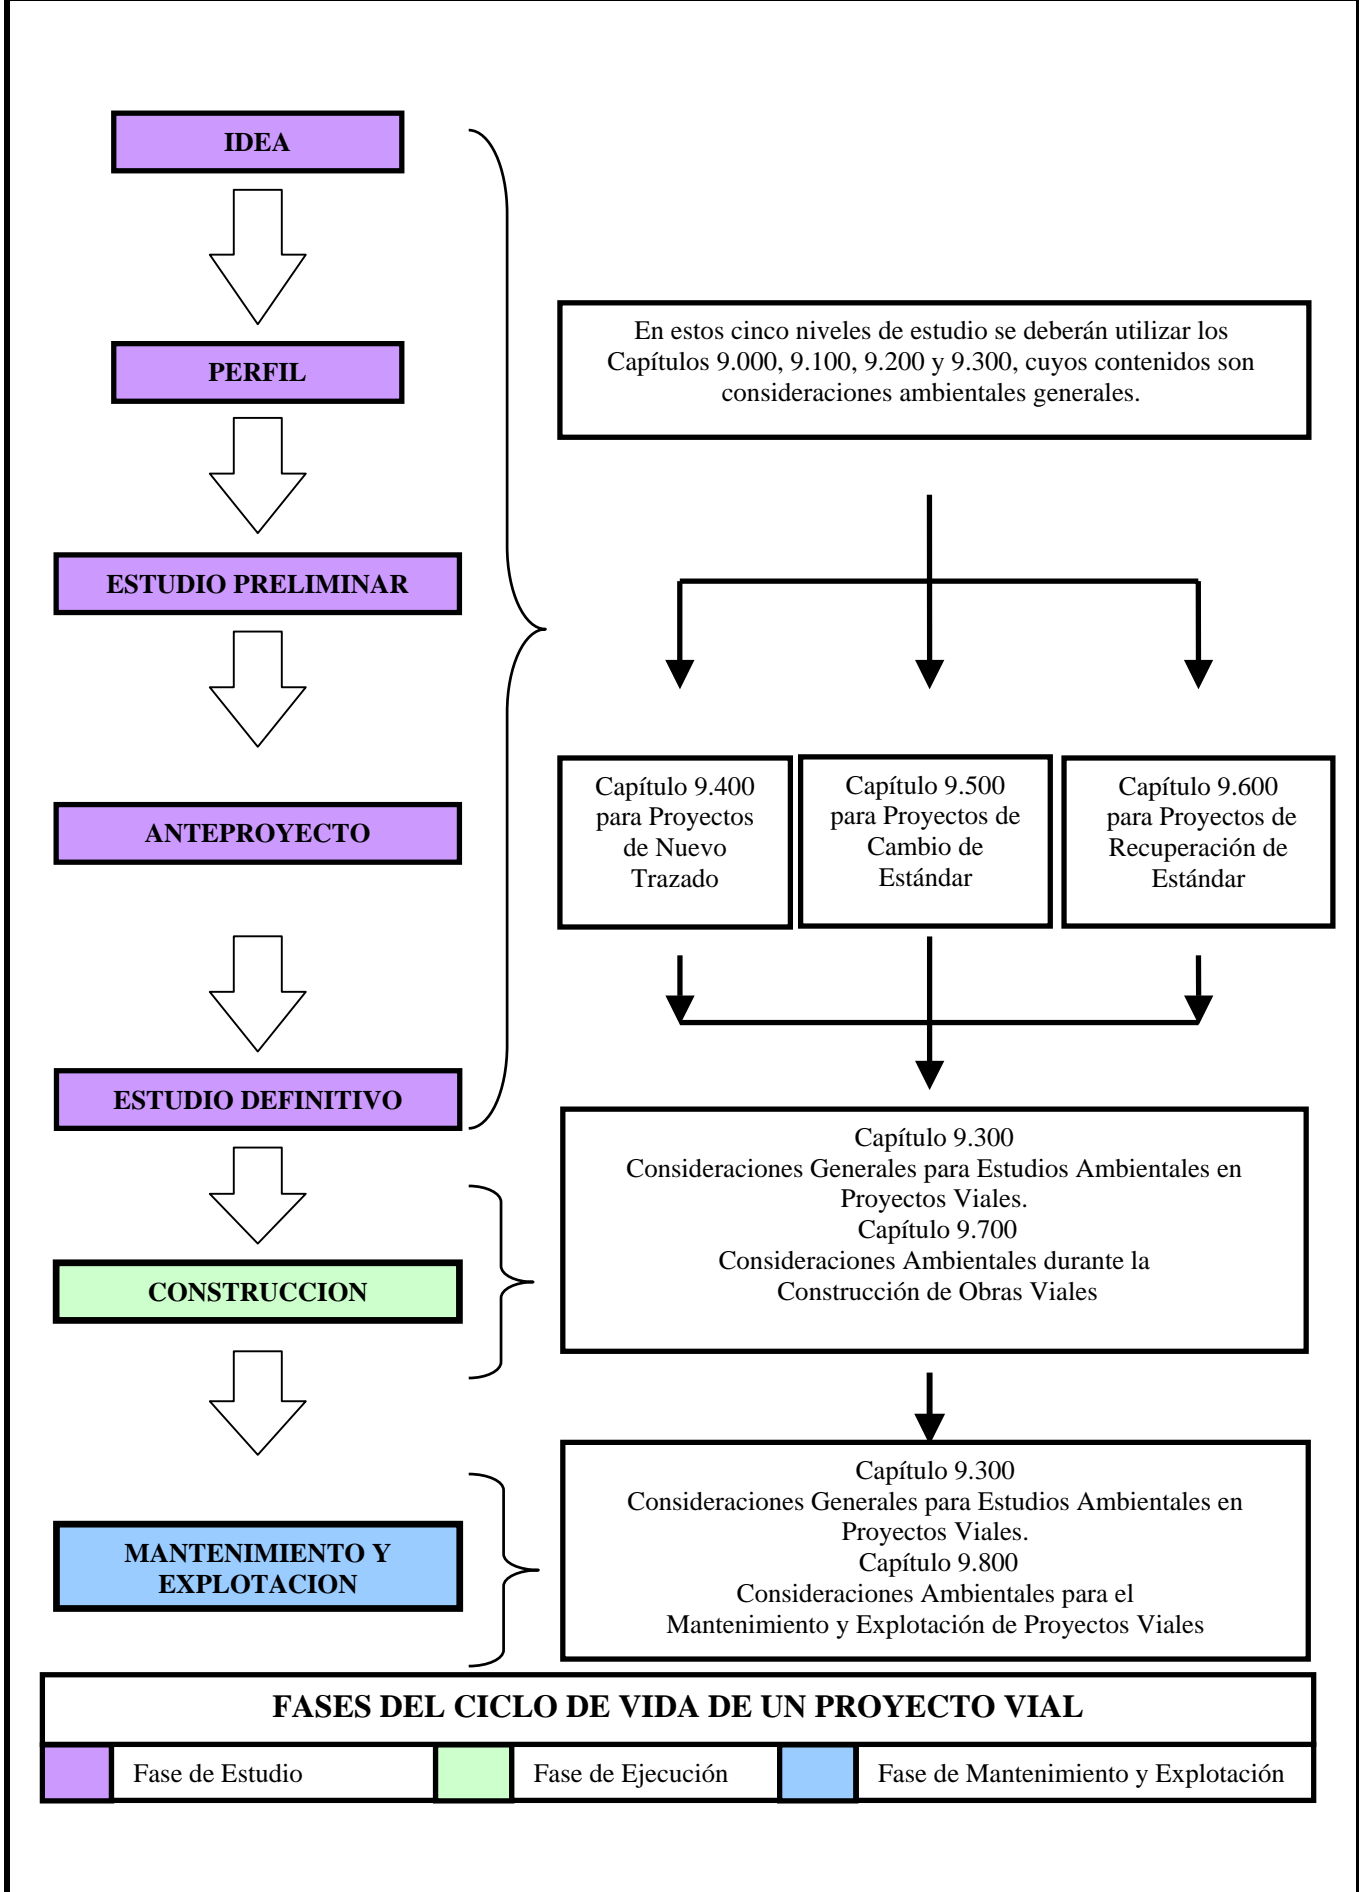 IDEA
PERFIL
ESTUDIO PRELIMINAR
ANTEPROYECTO
ESTUDIO DEFINITIVO
CONSTRUCCION
MANTENIMIENTO Y
EXPLOTACION
En estos cinco niveles de estudio se deberán utilizar los
Capítulos 9.000, 9.100, 9.200 y 9.300, cuyos contenidos son
consideraciones ambientales generales.
Capítulo 9.400
para Proyectos
de Nuevo
Trazado
Capítulo 9.500
para Proyectos de
Cambio de
Estándar
Capítulo 9.600
para Proyectos de
Recuperación de
Estándar
Capítulo 9.300
Consideraciones Generales para Estudios Ambientales en
Proyectos Viales.
Capítulo 9.700
Consideraciones Ambientales durante la
Construcción de Obras Viales
Capítulo 9.300
Consideraciones Generales para Estudios Ambientales en
Proyectos Viales.
Capítulo 9.800
Consideraciones Ambientales para el
Mantenimiento y Explotación de Proyectos Viales
FASES DEL CICLO DE VIDA DE UN PROYECTO VIAL
Fase de Estudio
Fase de Ejecución
Fase de Mantenimiento y Explotación